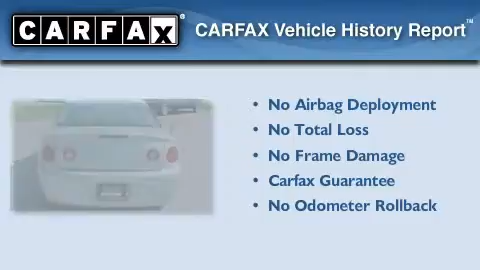 CARFAX® CARFAX Vehicle History Report™
• No Airbag Deployment
• No Total Loss
• No Frame Damage
• Carfax Guarantee
• No Odometer Rollback